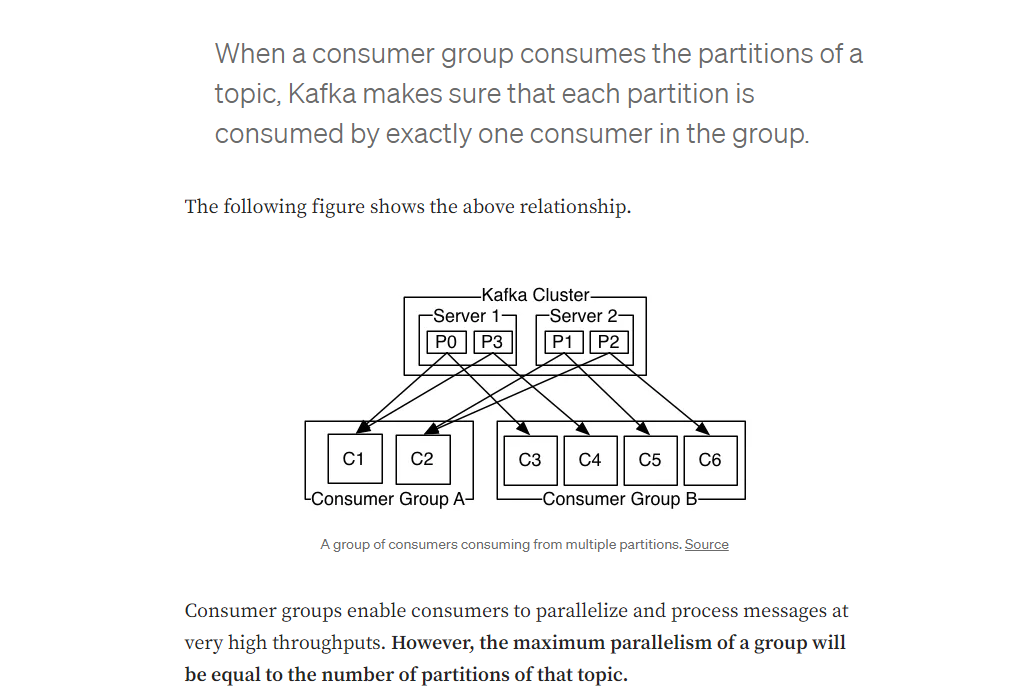 When a consumer group consumes the partitions of a
topic, Kafka makes sure that each partition is
consumed by exactly one consumer in the group.
The following figure shows the above relationship.
Kafka Cluster
Server 1 Server 2
P0 P3 P1 P2
C1 C2 C3 C4 C5 C6
Consumer Group A Consumer Group B
A group of consumers consuming from multiple partitions. Source
Consumer groups enable consumers to parallelize and process messages at
very high throughputs. However, the maximum parallelism of a group will
be equal to the number of partitions of that topic.